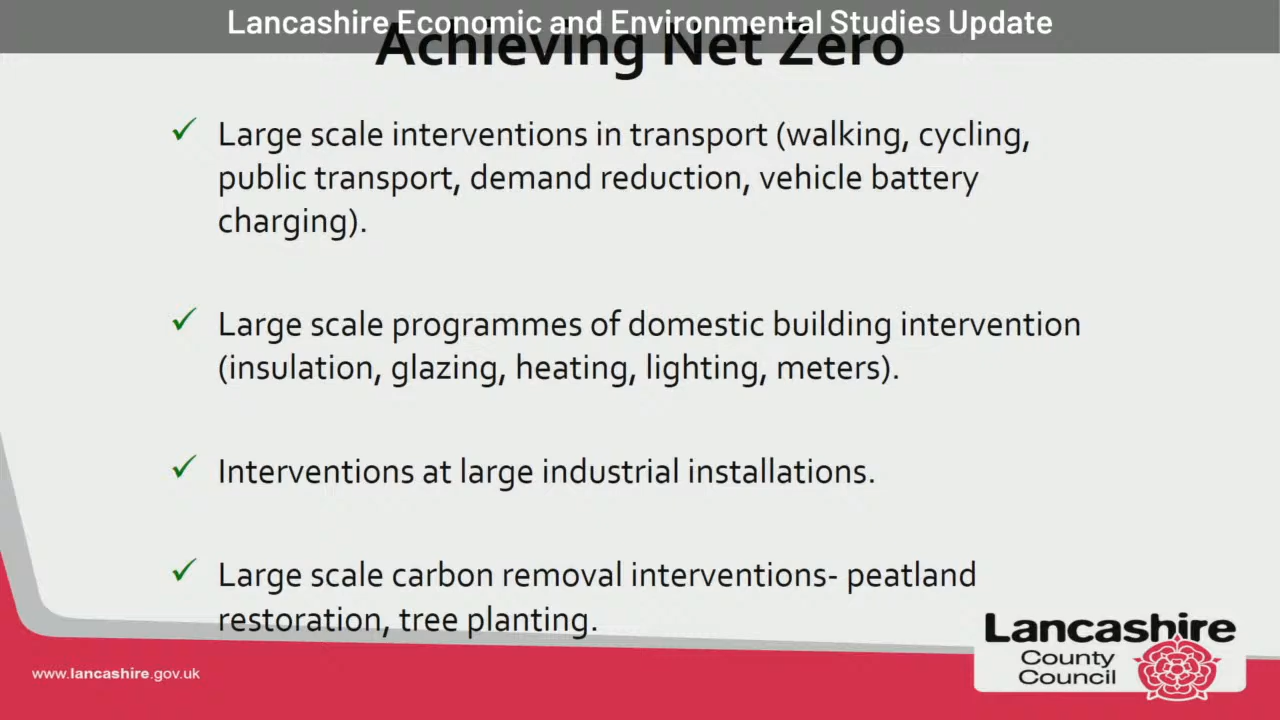 Lancashire Economic and Environmental Studies Update
Achieving Net Zero
✓ Large scale interventions in transport (walking, cycling,
public transport, demand reduction, vehicle battery
charging).
✓ Large scale programmes of domestic building intervention
(insulation, glazing, heating, lighting, meters).
✓ Interventions at large industrial installations.
✓ Large scale carbon removal interventions- peatland
restoration, tree planting.
Lancashire
County
Council
www.lancashire.gov.uk